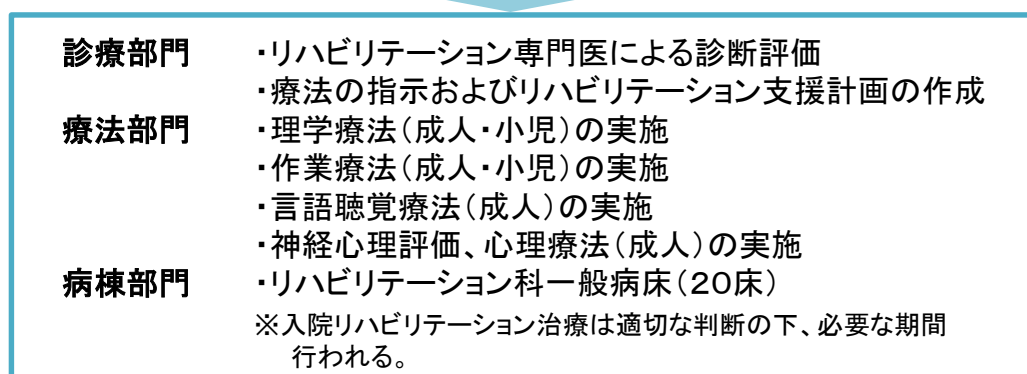 診療部門 ・リハビリテーション専門医による診断評価
・療法の指示およびリハビリテーション支援計画の作成
療法部門 ・理学療法(成人・小児)の実施
・作業療法(成人・小児)の実施
・言語聴覚療法(成人)の実施
・神経心理評価、心理療法(成人)の実施
病棟部門 ・リハビリテーション科一般病床(20床)
※入院リハビリテーション治療は適切な判断の下、必要な期間
行われる。